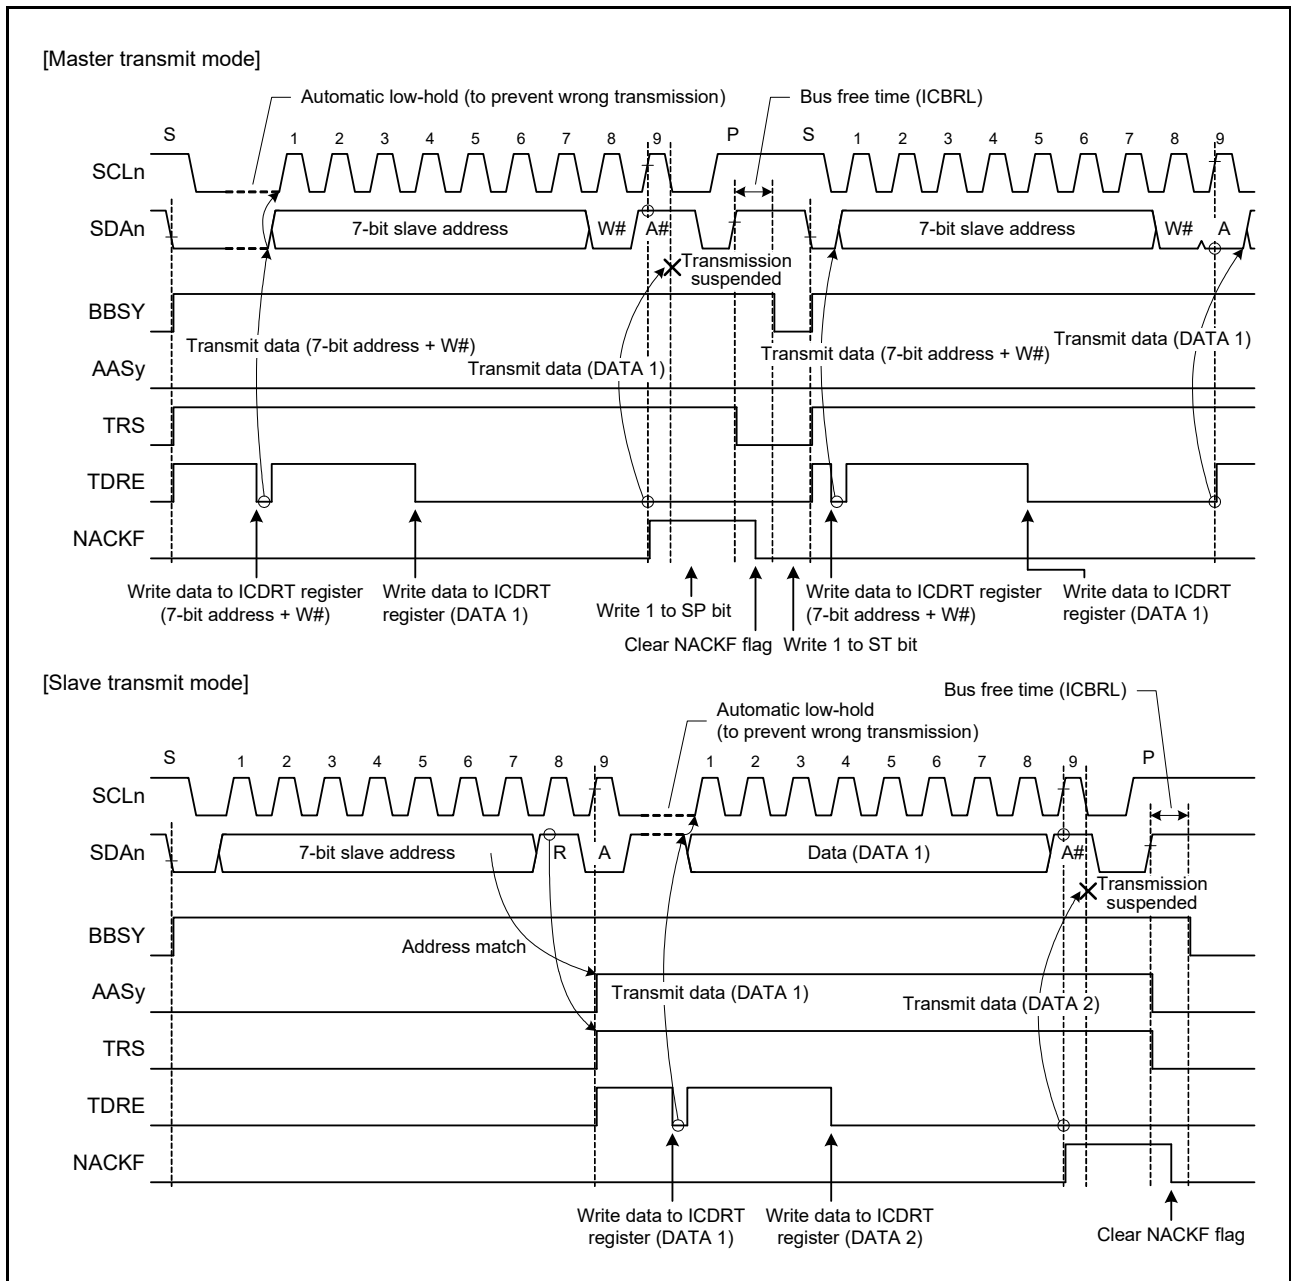 [Master transmit mode]
Automatic low-hold (to prevent wrong transmission)
Bus free time (ICBRL)
S 1 2 3 4 5 6 7 8 9 P S 1 2 3 4 5 6 7 8 9
SCLn
SDAn 7-bit slave address W# A# 7-bit slave address W# A
Transmission
suspended
BBSY
Transmit data (7-bit address + W#)
Transmit data (DATA 1)
Transmit data (7-bit address + W#)
Transmit data (DATA 1)
AASy
TRS
TDRE
NACKF
Write data to ICDRT register
(7-bit address + W#)
Write data to ICDRT
register (DATA 1)
Write 1 to SP bit
Clear NACKF flag
Write 1 to ST bit
Write data to ICDRT register
(7-bit address + W#)
Write data to ICDRT
register (DATA 1)
[Slave transmit mode]
Bus free time (ICBRL)
Automatic low-hold
(to prevent wrong transmission)
S 1 2 3 4 5 6 7 8 9 1 2 3 4 5 6 7 8 9 P
SCLn
SDAn 7-bit slave address R A Data (DATA 1) A#
Transmission
suspended
BBSY
Address match
AASy
Transmit data (DATA 1)
Transmit data (DATA 2)
TRS
TDRE
NACKF
Write data to ICDRT
register (DATA 1)
Write data to ICDRT
register (DATA 2)
Clear NACKF flag